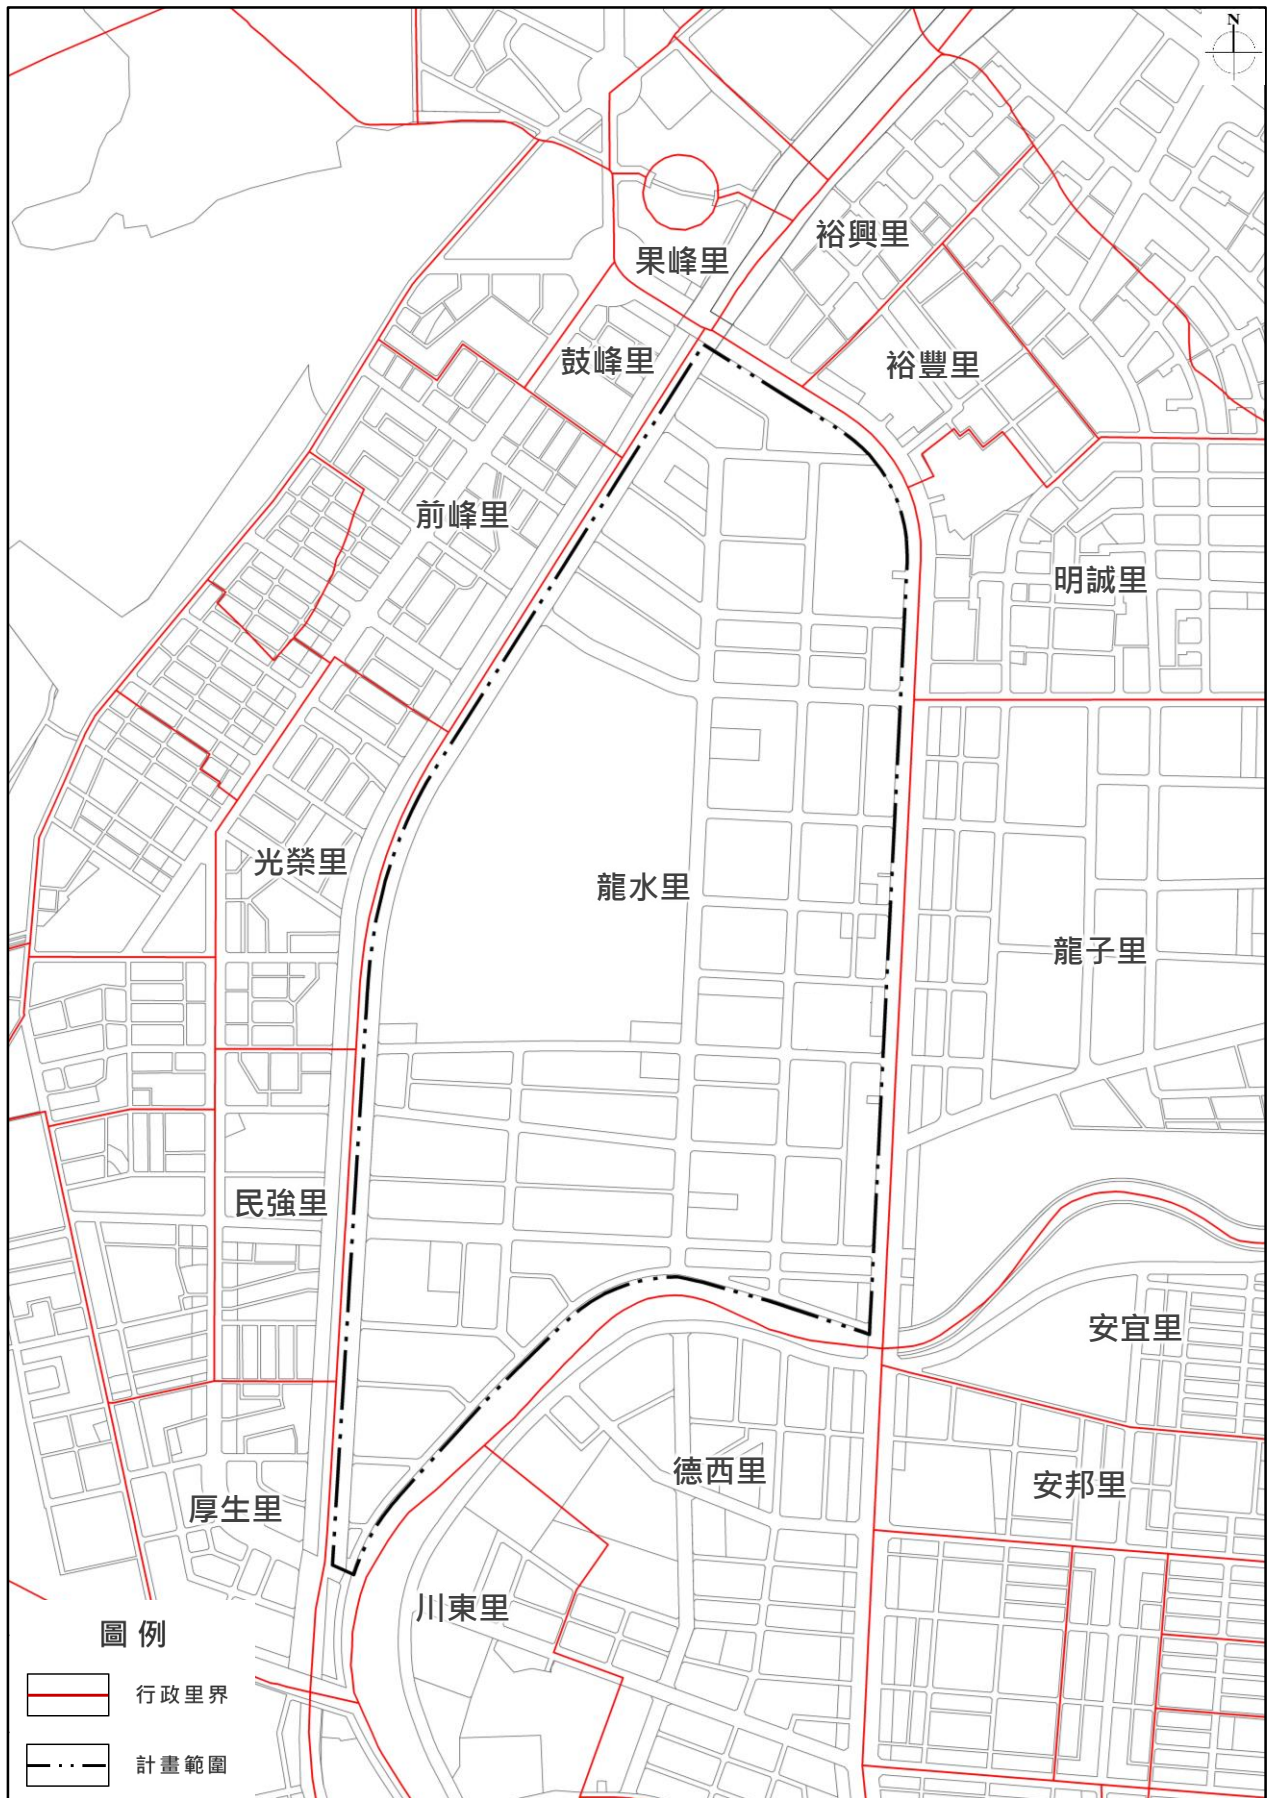 N
裕興里
果峰里
鼓峰里
裕豐里
前峰里
明誠里
光榮里
龍水里
龍子里
民強里
安宜里
德西里
安邦里
厚生里
川東里
圖例
行政里界
計畫範圍